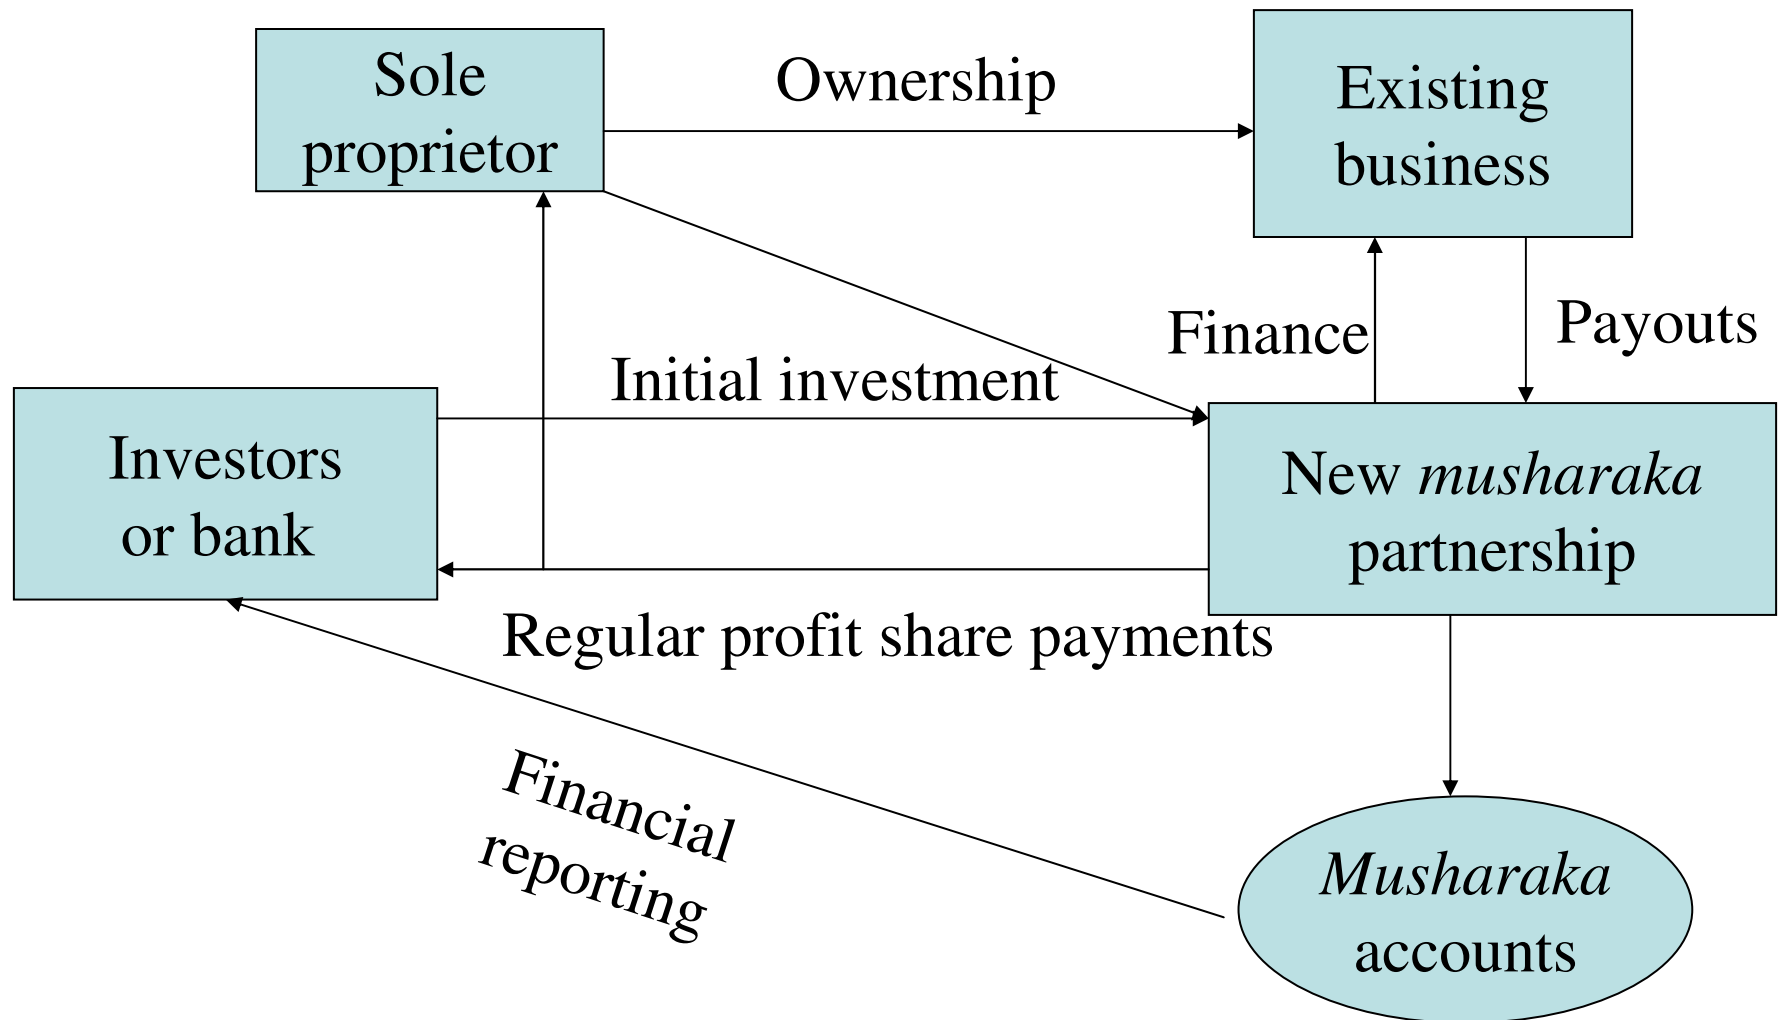 Sole
proprietor
Ownership
Existing
business
Finance
Payouts
Initial investment
Investors
or bank
New musharaka
partnership
Regular profit share payments
Financial
reporting
Musharaka
accounts